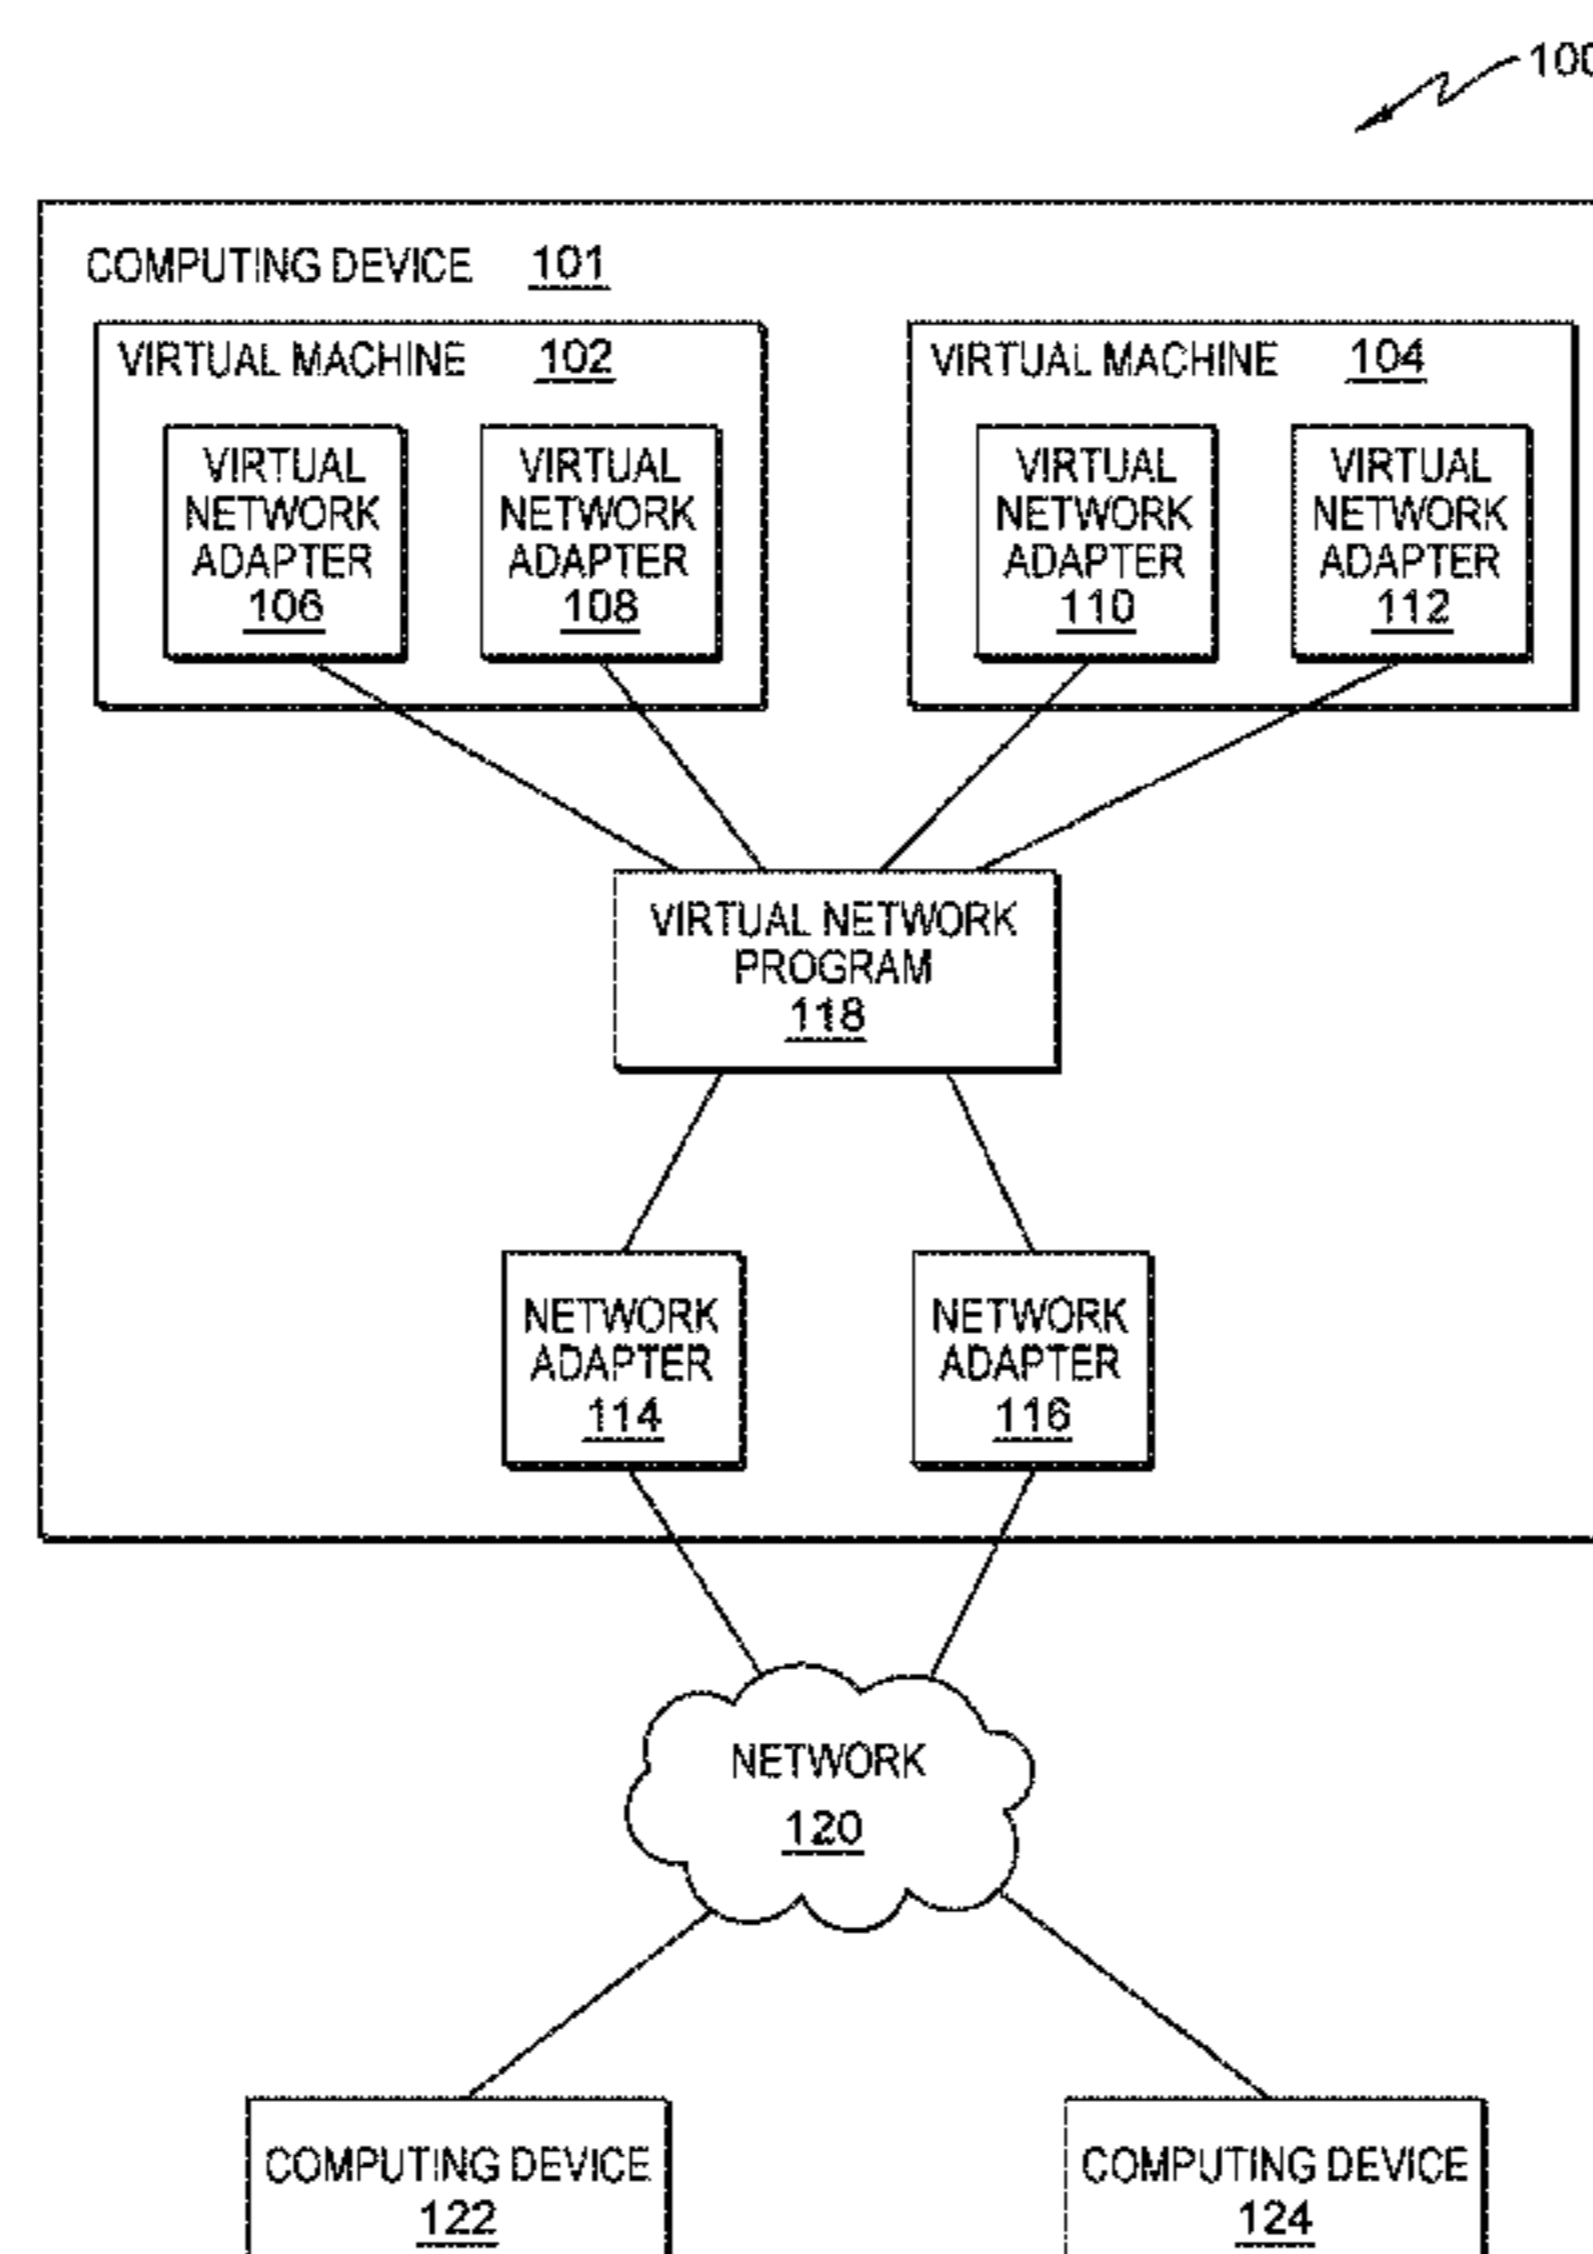 100
COMPUTING DEVICE 101
VIRTUAL MACHINE 102
VIRTUAL NETWORK ADAPTER 106
VIRTUAL NETWORK ADAPTER 108
VIRTUAL MACHINE 104
VIRTUAL NETWORK ADAPTER 110
VIRTUAL NETWORK ADAPTER 112
VIRTUAL NETWORK
PROGRAM
118
NETWORK
ADAPTER
114
NETWORK
ADAPTER
116
NETWORK
120
COMPUTING DEVICE
122
COMPUTING DEVICE
124